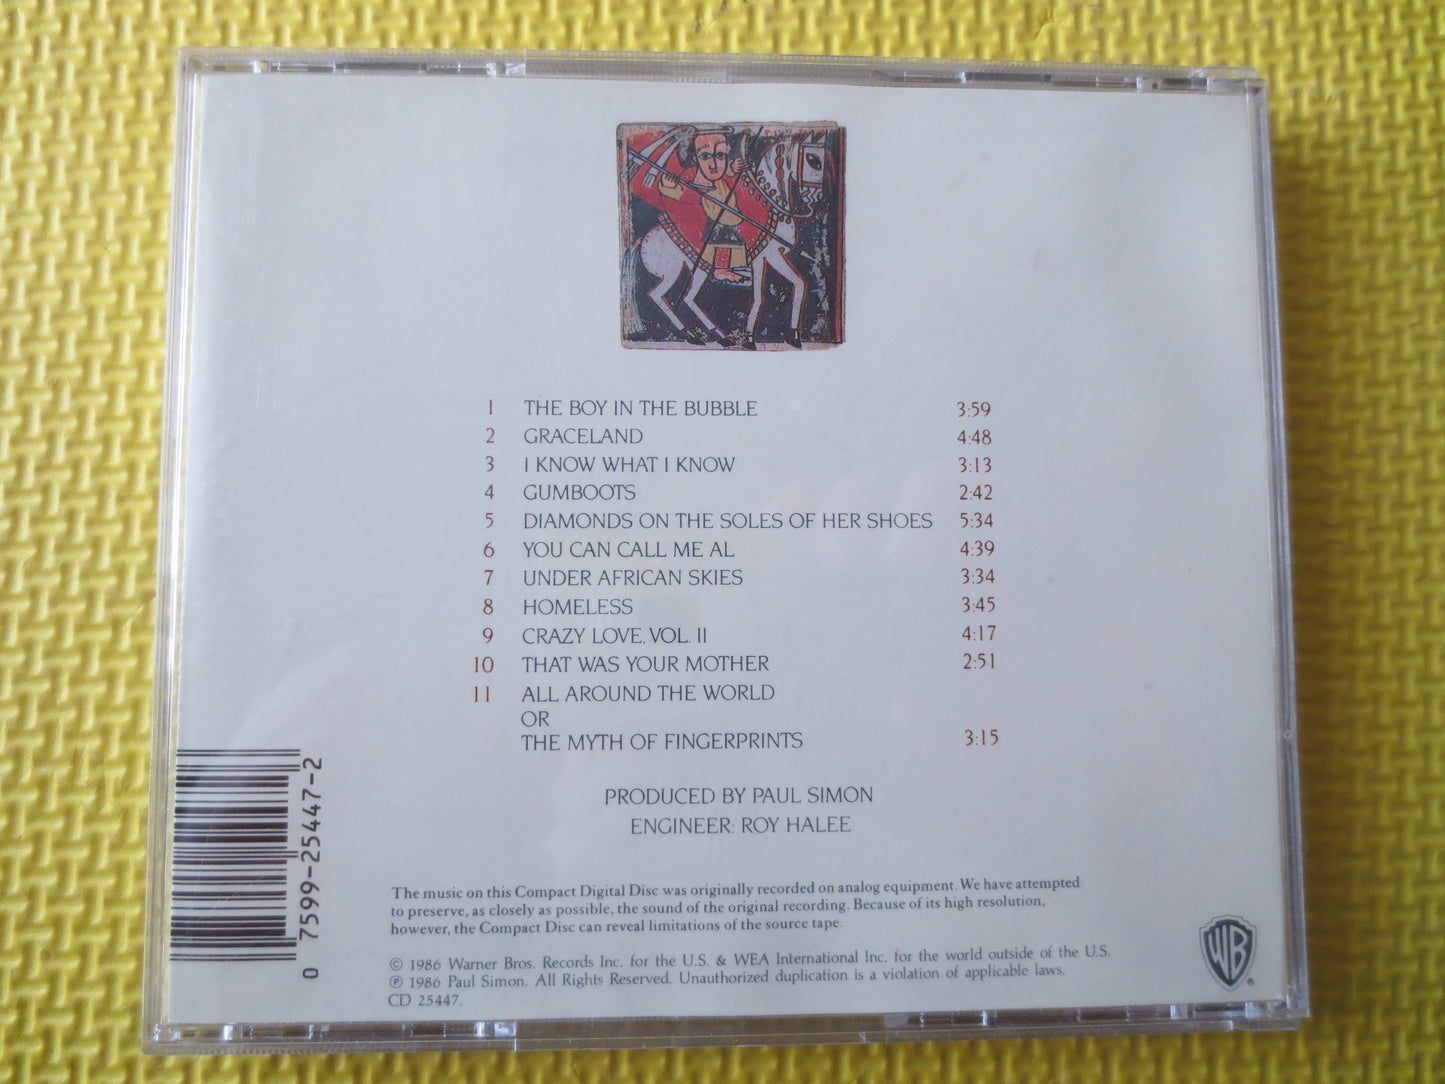 1 THE BOY IN THE BUBBLE 3:59
2 GRACELAND 4:48
3 I KNOW WHAT I KNOW 3:13
4 GUMBOOTS 2:42
5 DIAMONDS ON THE SOLES OF HER SHOES 5:34
6 YOU CAN CALL ME AL 4:39
7 UNDER AFRICAN SKIES 3:34
8 HOMELESS 3:45
9 CRAZY LOVE, VOL. II 4:17
10 THAT WAS YOUR MOTHER 2:51
11 ALL AROUND THE WORLD
OR
THE MYTH OF FINGERPRINTS 3:15
PRODUCED BY PAUL SIMON
ENGINEER: ROY HALEE
The music on this Compact Digital Disc was originally recorded on analog equipment. We have attempted
to preserve, as closely as possible, the sound of the original recording. Because of its high resolution,
however, the Compact Disc can reveal limitations of the source tape.
© 1986 Warner Bros. Records Inc. for the U.S. & WEA International Inc. for the world outside of the U.S.
℗ 1986 Paul Simon. All Rights Reserved. Unauthorized duplication is a violation of applicable laws.
CD 25447.
0 7599-25447-2
WB ®